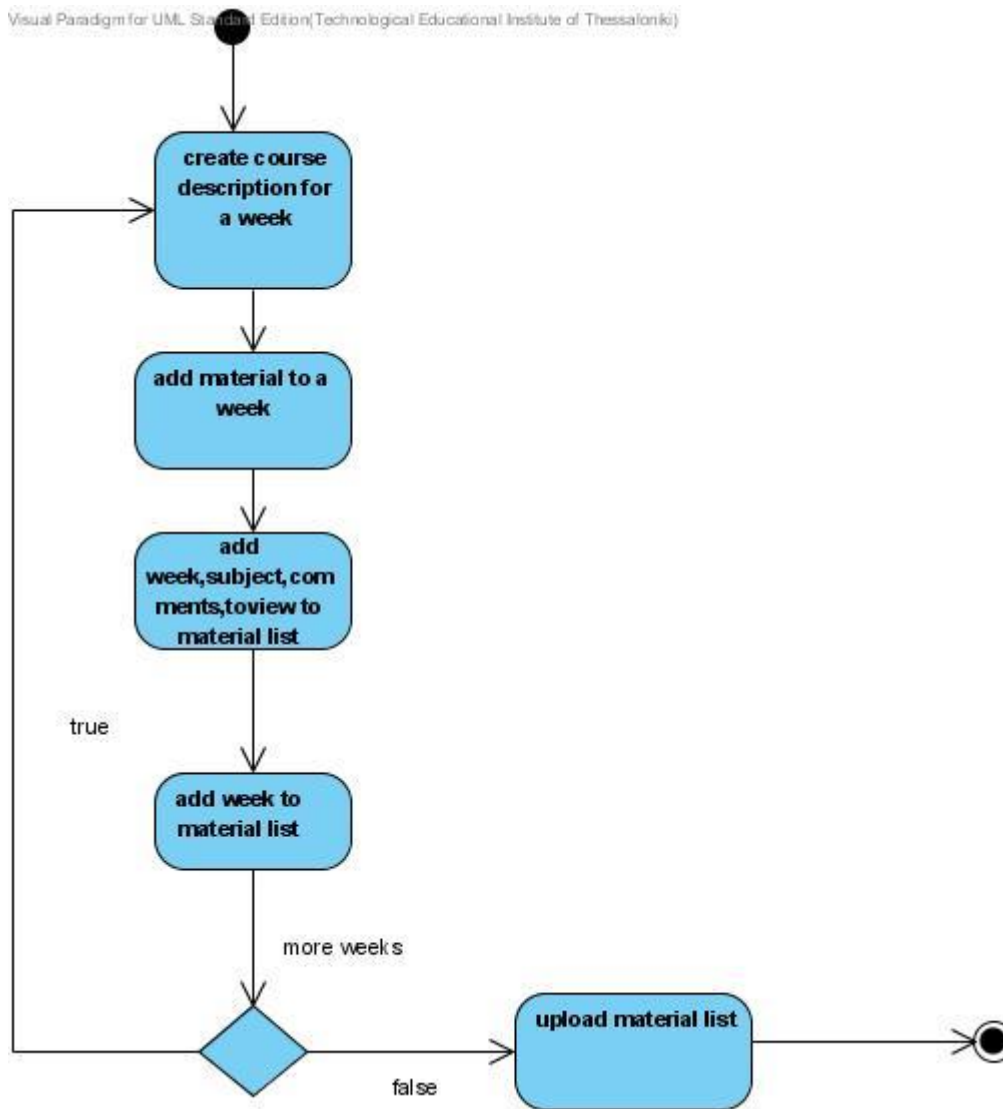 Visual Paradigm for UML Standard Edition(Technological Educational Institute of Thessaloniki)
create course
description for
a week
add material to a
week
add
week,subject,com
ments,toview to
material list
true
add week to
material list
more weeks
upload material list
false